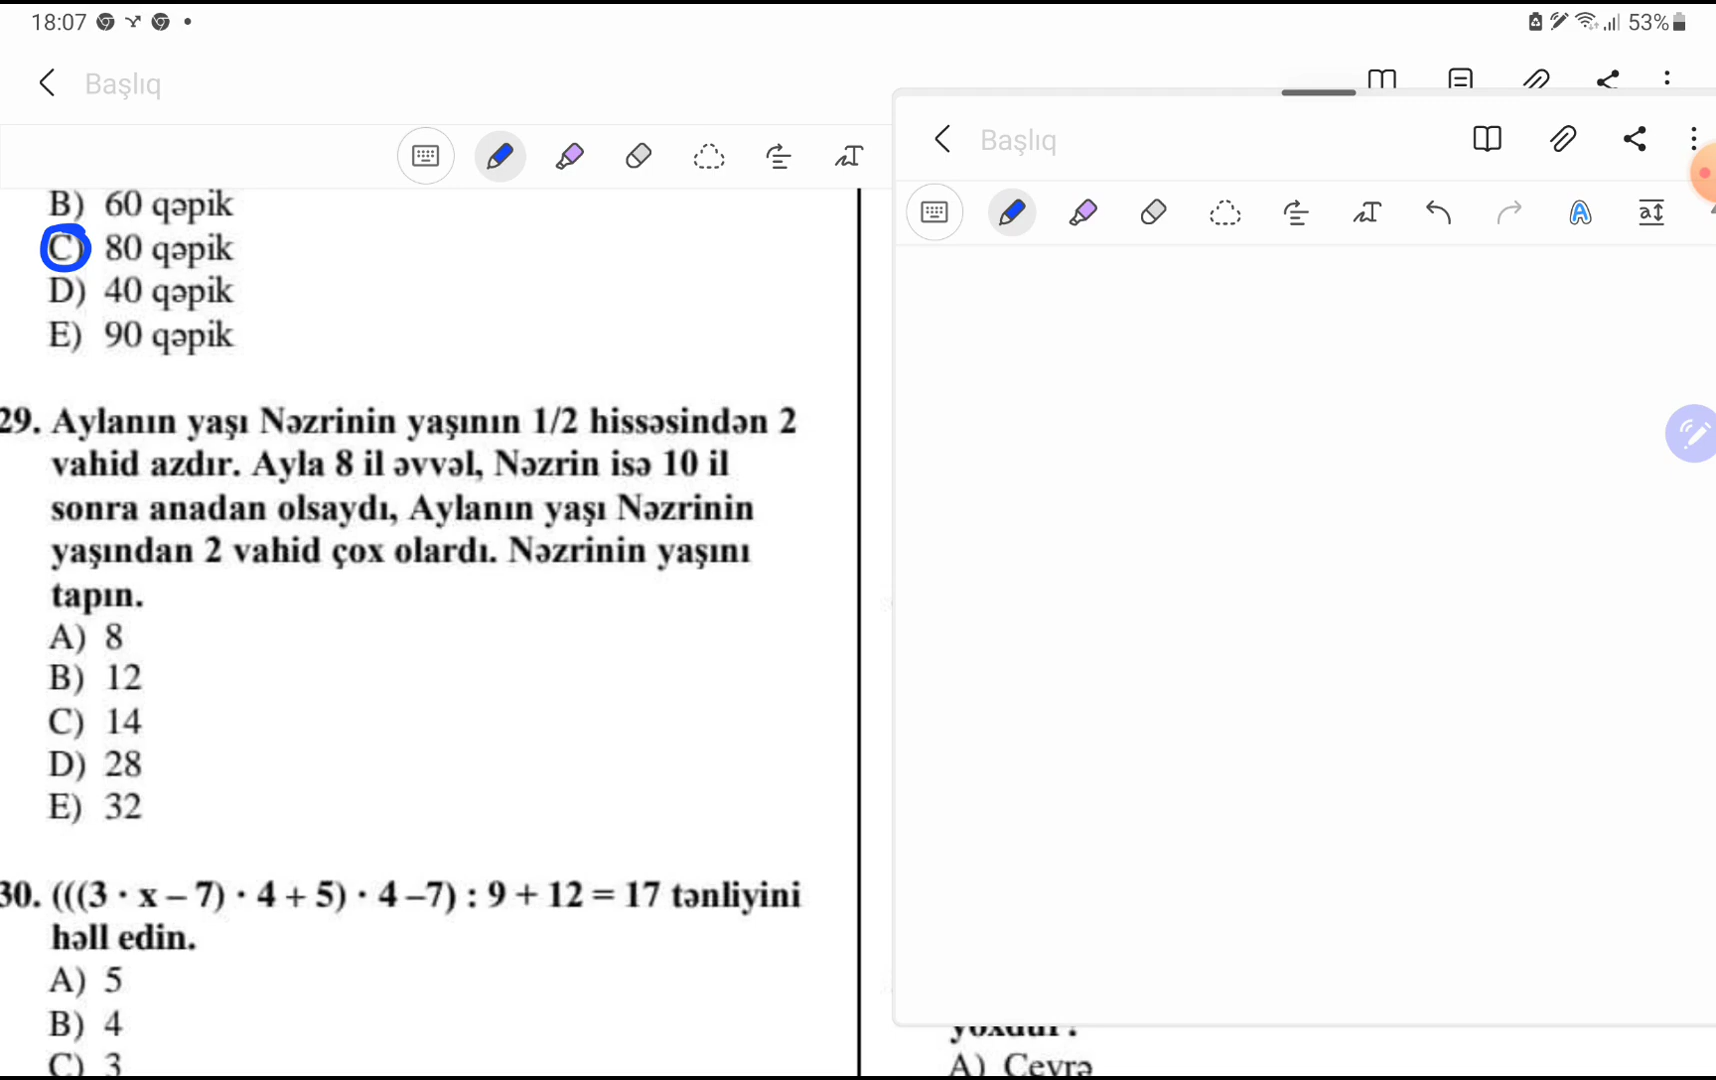 18:07
53%
Başlıq
Başlıq
B) 60 qəpik
C) 80 qəpik
D) 40 qəpik
E) 90 qəpik
29. Aylanın yaşı Nəzrinin yaşının 1/2 hissəsindən 2
vahid azdır. Ayla 8 il əvvəl, Nəzrin isə 10 il
sonra anadan olsaydı, Aylanın yaşı Nəzrinin
yaşından 2 vahid çox olardı. Nəzrinin yaşını
tapın.
A) 8
B) 12
C) 14
D) 28
E) 32
30. (((3 · x – 7) · 4 + 5) · 4 –7) : 9 + 12 = 17 tənliyini
həll edin.
A) 5
B) 4
C) 3
A) Çevrə